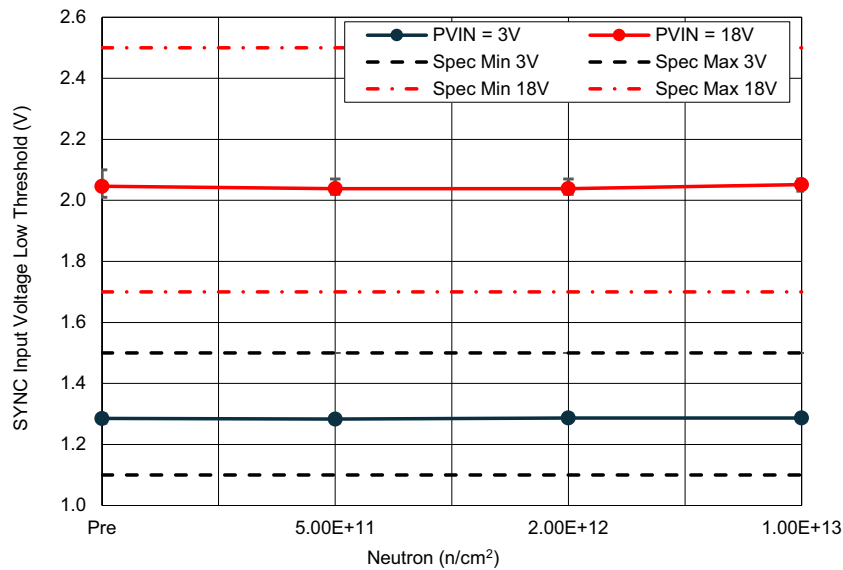 2.6
2.4
2.2
2.0
1.8
1.6
1.4
1.2
1.0
SYNC Input Voltage Low Threshold (V)
PVIN = 3V
PVIN = 18V
Spec Min 3V
Spec Max 3V
Spec Min 18V
Spec Max 18V
Pre
5.00E+11
2.00E+12
1.00E+13
Neutron (n/cm²)